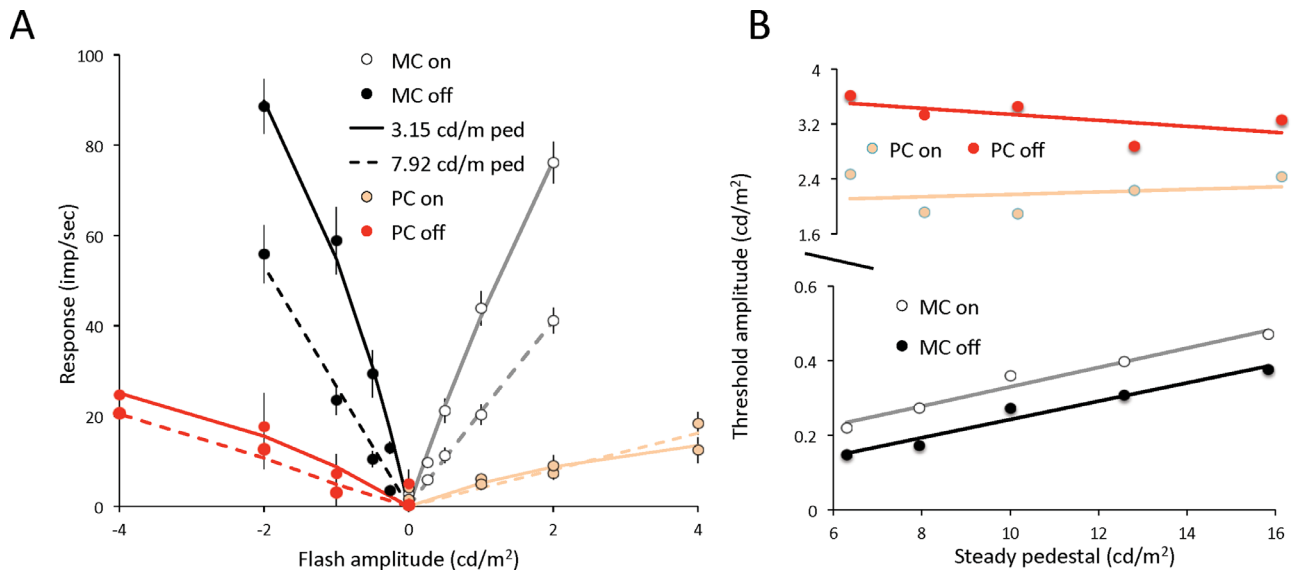 A
B
100
80
60
40
20
0
Response (imp/sec)
MC on
MC off
3.15 cd/m ped
7.92 cd/m ped
PC on
PC off
-4
-2
0
2
4
Flash amplitude (cd/m²)
4
3.2
2.4
1.6
PC on
PC off
Threshold amplitude (cd/m²)
0.6
0.4
0.2
0
MC on
MC off
6
8
10
12
14
16
Steady pedestal (cd/m²)